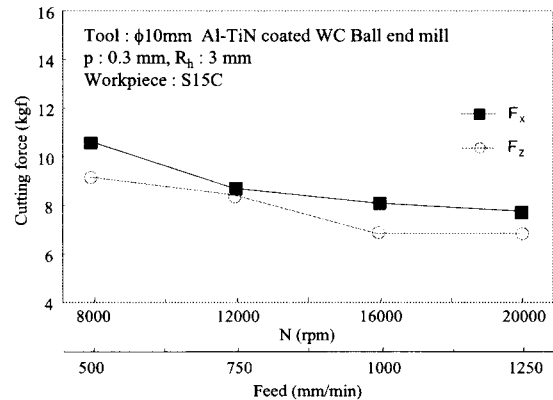 Tool : ϕ10mm Al-TiN coated WC Ball end mill
p : 0.3 mm, Rₕ : 3 mm
Workpiece : S15C
Fₓ
F_z
Cutting force (kgf)
16
14
12
10
8
6
4
8000 12000 16000 20000
N (rpm)
500 750 1000 1250
Feed (mm/min)